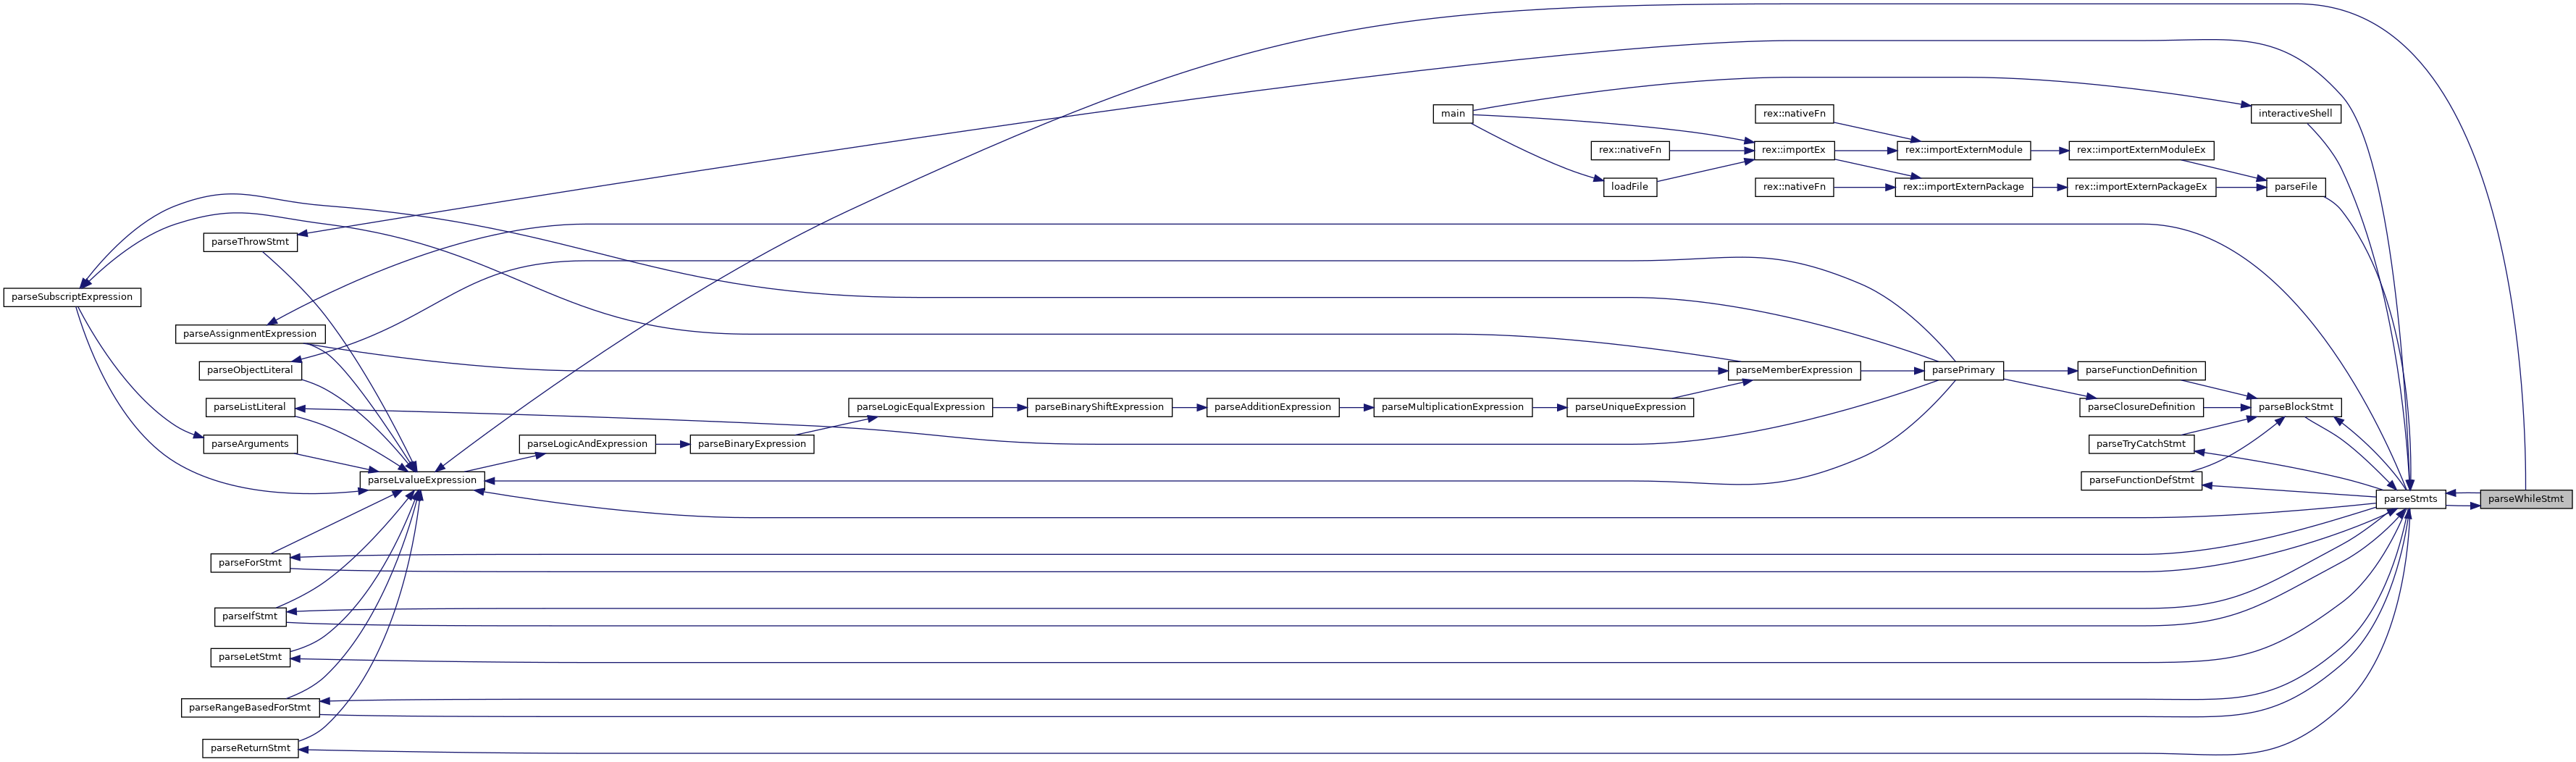 main
rex::nativeFn
interactiveShell
rex::nativeFn
rex::importEx
rex::importExternModule
rex::importExternModuleEx
loadFile
rex::nativeFn
rex::importExternPackage
rex::importExternPackageEx
parseFile
parseThrowStmt
parseSubscriptExpression
parseAssignmentExpression
parseObjectLiteral
parseMemberExpression
parsePrimary
parseFunctionDefinition
parseListLiteral
parseLogicEqualExpression
parseBinaryShiftExpression
parseAdditionExpression
parseMultiplicationExpression
parseUniqueExpression
parseClosureDefinition
parseBlockStmt
parseArguments
parseLogicAndExpression
parseBinaryExpression
parseTryCatchStmt
parseLvalueExpression
parseFunctionDefStmt
parseStmts
parseWhileStmt
parseForStmt
parseIfStmt
parseLetStmt
parseRangeBasedForStmt
parseReturnStmt